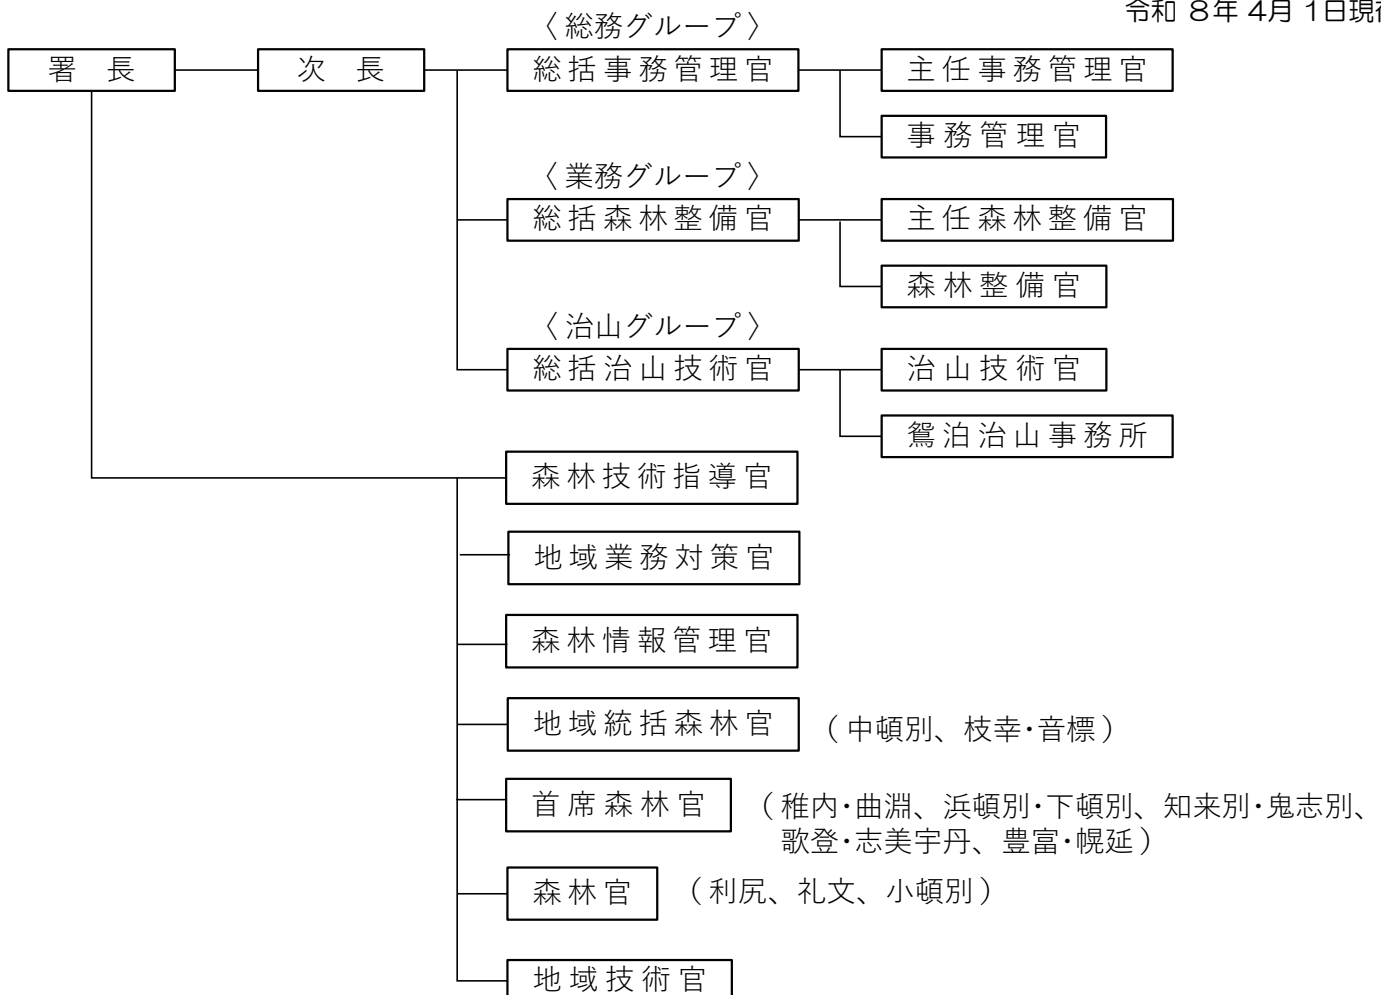 令和 8年 4月 1日現
〈総務グループ〉
署 長
次 長
総括事務管理官
主任事務管理官
事務管理官
〈業務グループ〉
総括森林整備官
主任森林整備官
森林整備官
〈治山グループ〉
総括治山技術官
治山技術官
鴛泊治山事務所
森林技術指導官
地域業務対策官
森林情報管理官
地域統括森林官
（中頓別、枝幸・音標）
首席森林官
（稚内・曲淵、浜頓別・下頓別、知来別・鬼志別、
歌登・志美宇丹、豊富・幌延）
森林官
（利尻、礼文、小頓別）
地域技術官